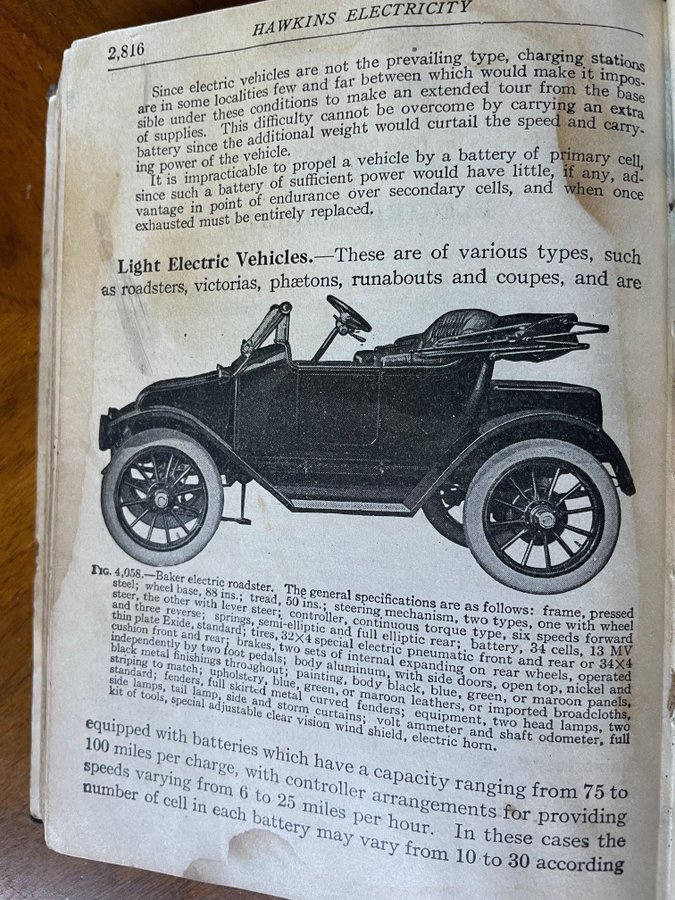 2,816
HAWKINS ELECTRICITY
Since electric vehicles are not the prevailing type, charging stations
are in some localities few and far between which would make it impos-
sible under these conditions to make an extended tour from the base
of supplies. This difficulty cannot be overcome by carrying an extra
battery since the additional weight would curtail the speed and carry-
ing power of the vehicle.
It is impracticable to propel a vehicle by a battery of primary cell,
since such a battery of sufficient power would have little, if any, ad-
vantage in point of endurance over secondary cells, and when once
exhausted must be entirely replaced.
Light Electric Vehicles.—These are of various types, such
as roadsters, victorias, phætons, runabouts and coupes, and are
FIG. 4,058.—Baker electric roadster. The general specifications are as follows: frame, pressed
steel; wheel base, 88 ins.; tread, 50 ins.; steering mechanism, two types, one with wheel
steer, the other with lever steer; controller, continuous torque type, six speeds forward
and three reverse; springs, semi-elliptic and full elliptic rear; battery, 34 cells, 13 MV
thin plate Exide, standard; tires, 32X4 special electric pneumatic front and rear or 34X4
cushion front and rear; brakes, two sets of internal expanding on rear wheels, operated
independently by two foot pedals; body aluminum, with side doors, open top, nickel and
black metal finishings throughout; painting, body black, blue, green, or maroon panels,
striping to match; upholstery, blue, green, or maroon leathers, or imported broadcloths,
standard; fenders, full skirted metal curved fenders; equipment, two head lamps, two
side lamps, tail lamp, side and storm curtains; volt ammeter and shaft odometer, full
kit of tools, special adjustable clear vision wind shield, electric horn.
equipped with batteries which have a capacity ranging from 75 to
100 miles per charge, with controller arrangements for providing
speeds varying from 6 to 25 miles per hour. In these cases the
number of cell in each battery may vary from 10 to 30 according